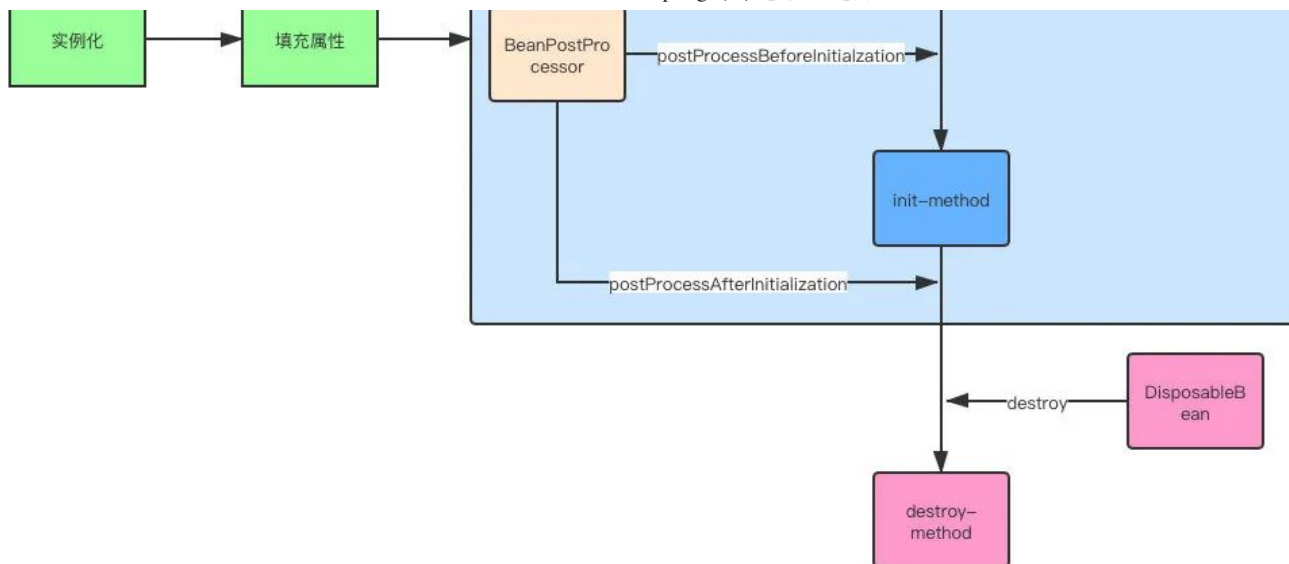 实例化
填充属性
BeanPostPro
cessor
postProcessBeforeInitialzation
init-method
postProcessAfterInitialization
destroy
DisposableB
ean
destroy-
method